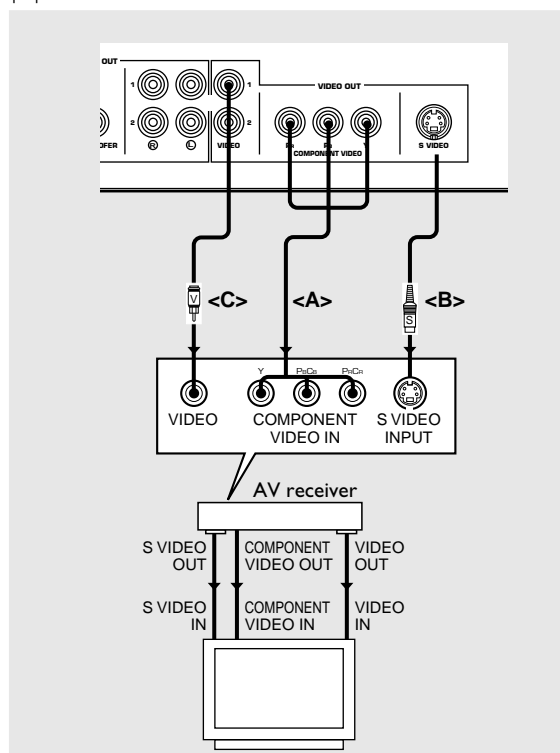 OUT
VIDEO OUT
1 1
2 2
OFER R L VIDEO PR PB Y S VIDEO
COMPONENT VIDEO
V <C> <A> S <B>
Y PBCB PRCR
VIDEO COMPONENT S VIDEO
VIDEO IN INPUT
AV receiver
S VIDEO COMPONENT VIDEO
OUT VIDEO OUT OUT
S VIDEO COMPONENT VIDEO
IN VIDEO IN IN